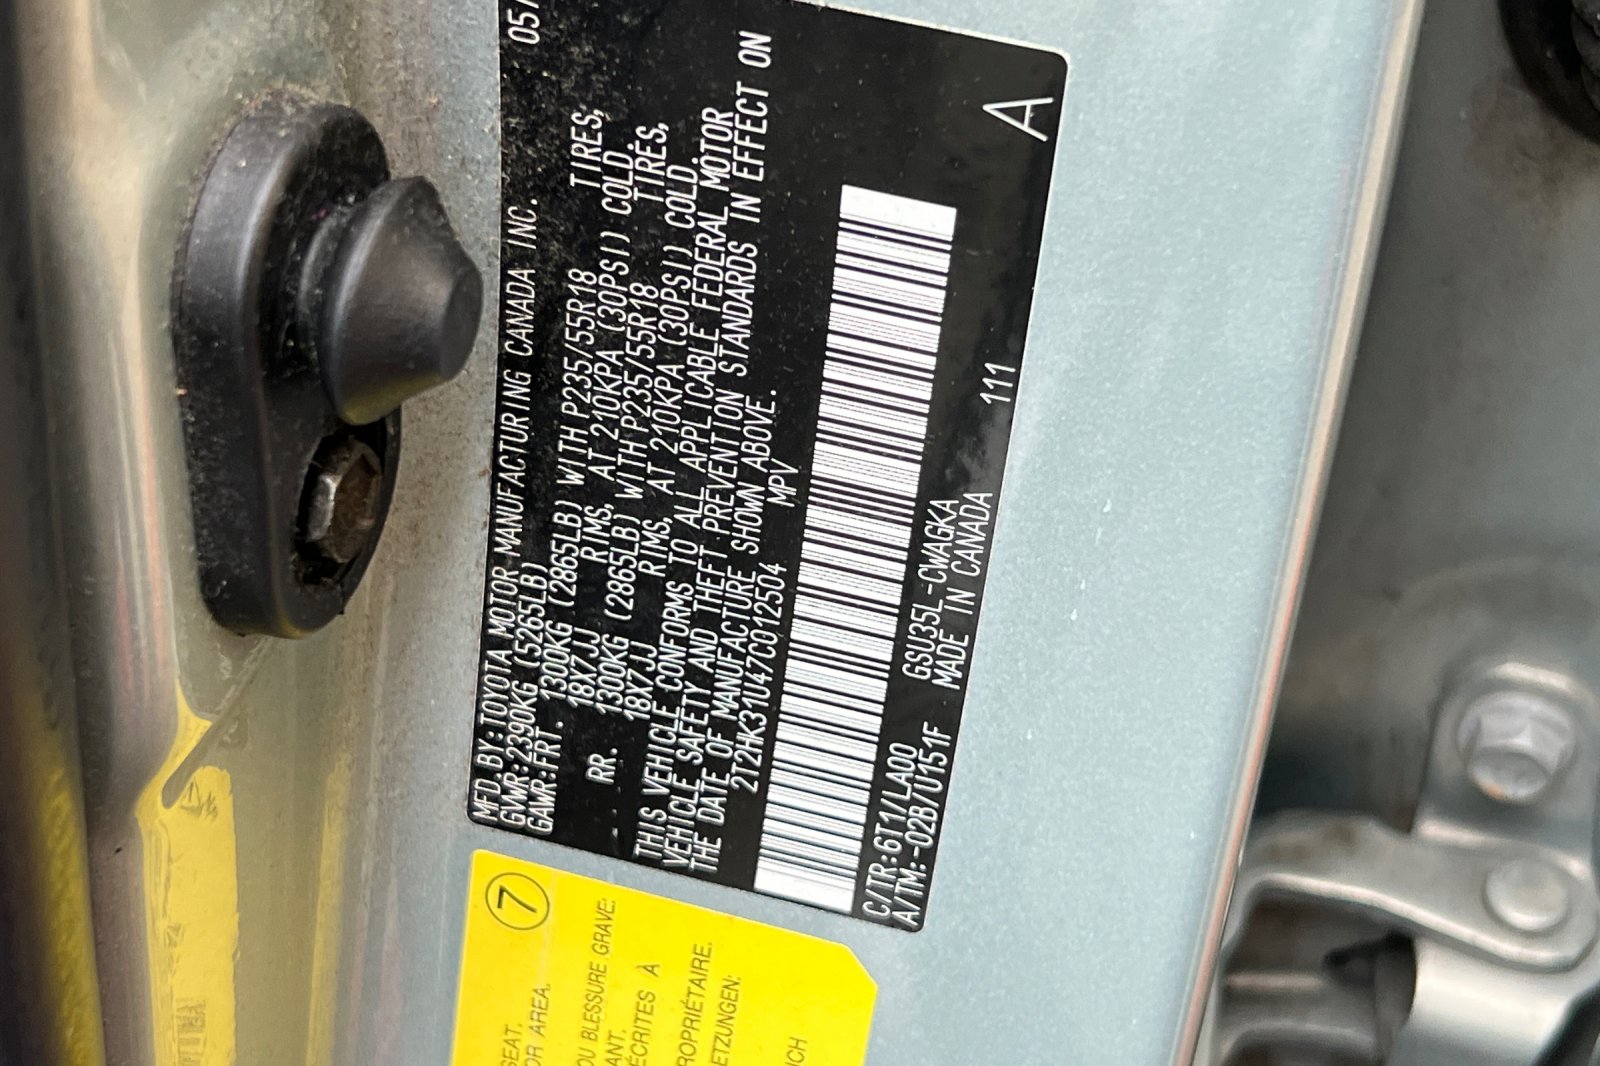 MFD.BY:TOYOTA MOTOR MANUFACTURING CANADA INC. 05/
GVWR:2390KG (5265LB)
GAWR:FRT. 1300KG (2865LB) WITH P235/55R18 TIRES,
18X7JJ RIMS, AT 210KPA (30PSI) COLD.
RR. 1300KG (2865LB) WITH P235/55R18 TIRES,
18X7JJ RIMS, AT 210KPA (30PSI) COLD.
THIS VEHICLE CONFORMS TO ALL APPLICABLE FEDERAL MOTOR
VEHICLE SAFETY AND THEFT PREVENTION STANDARDS IN EFFECT ON
THE DATE OF MANUFACTURE SHOWN ABOVE.
2T2HK31U47C012504 MPV
C/TR:6T1/LA00 GSU35L-CWAGKA 111 A
A/TM:-02B/U151F MADE IN CANADA
7
SEAT.
OR AREA.
OU BLESSURE GRAVE:
ANT.
ÉCRITES À
ROPRIÉTAIRE.
ETZUNGEN:
ICH